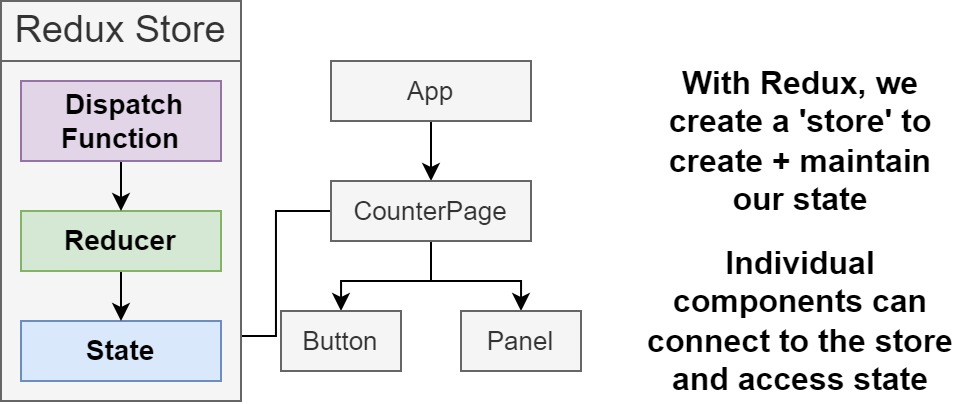 Redux Store
Dispatch
Function
Reducer
State
App
CounterPage
Button
Panel
With Redux, we
create a 'store' to
create + maintain
our state
Individual
components can
connect to the store
and access state